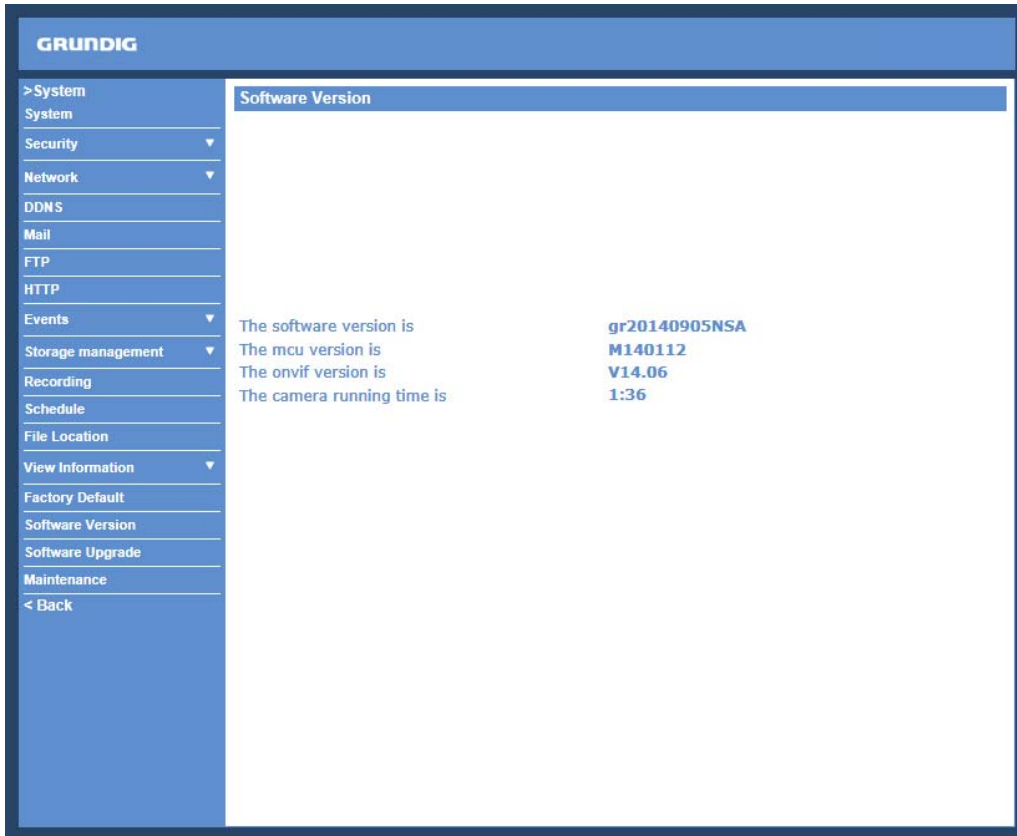 GRUNDIG
>System
System
Security
Network
DDNS
Mail
FTP
HTTP
Events
Storage management
Recording
Schedule
File Location
View Information
Factory Default
Software Version
Software Upgrade
Maintenance
< Back
Software Version
The software version is gr20140905NSA
The mcu version is M140112
The onvif version is V14.06
The camera running time is 1:36